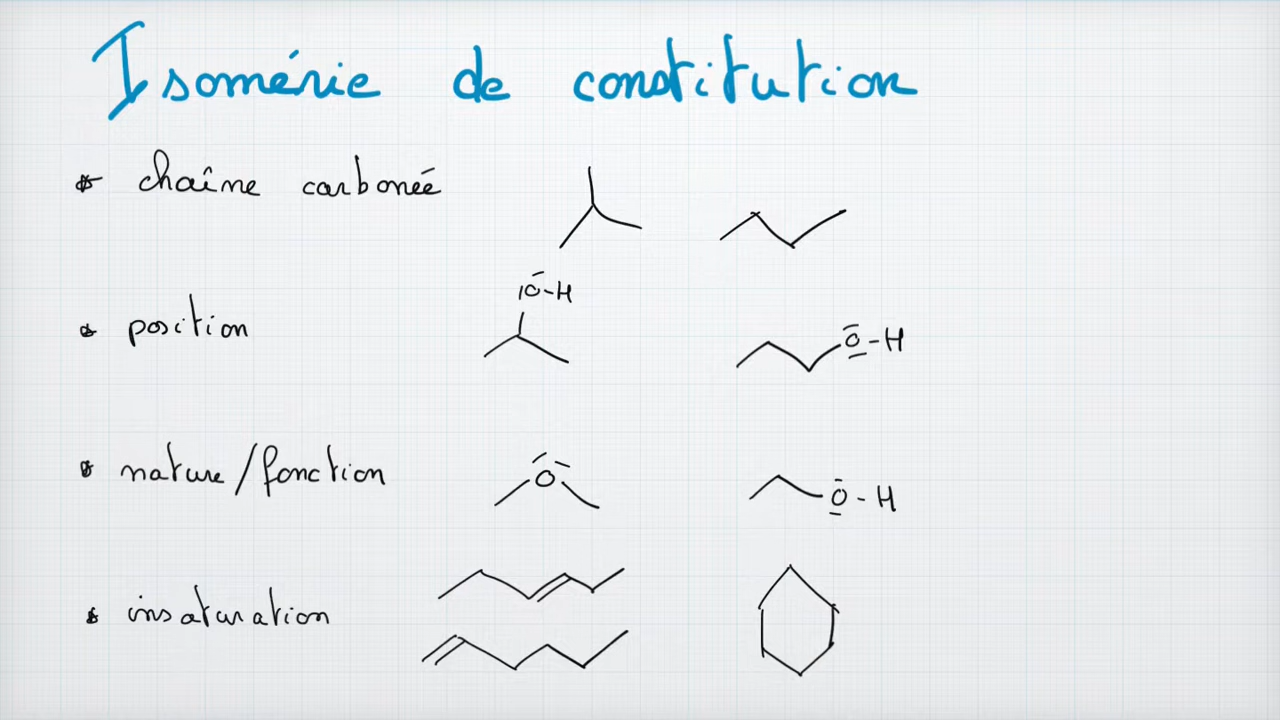 Isomérie de constitution
* chaîne carbonée
O-H
* position
O-H
* nature/fonction
O
O-H
* insaturation